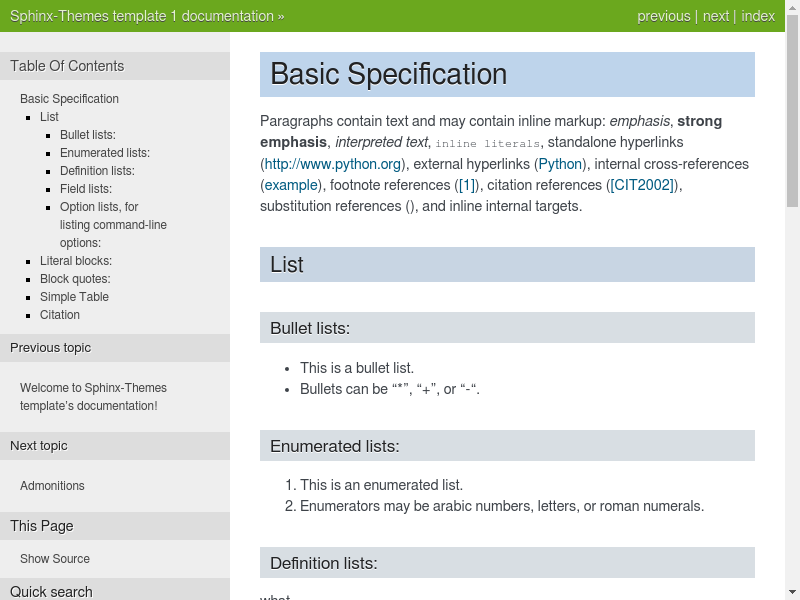 Sphinx-Themes template 1 documentation »
previous | next | index
Table Of Contents
Basic Specification
List
Bullet lists:
Enumerated lists:
Definition lists:
Field lists:
Option lists, for
listing command-line
options:
Literal blocks:
Block quotes:
Simple Table
Citation
Previous topic
Welcome to Sphinx-Themes
template's documentation!
Next topic
Admonitions
This Page
Show Source
Quick search
Basic Specification
Paragraphs contain text and may contain inline markup: emphasis, strong
emphasis, interpreted text, inline literals, standalone hyperlinks
(http://www.python.org), external hyperlinks (Python), internal cross-references
(example), footnote references ([1]), citation references ([CIT2002]),
substitution references (), and inline internal targets.
List
Bullet lists:
• This is a bullet list.
• Bullets can be “*”, “+”, or “-“.
Enumerated lists:
1. This is an enumerated list.
2. Enumerators may be arabic numbers, letters, or roman numerals.
Definition lists:
what